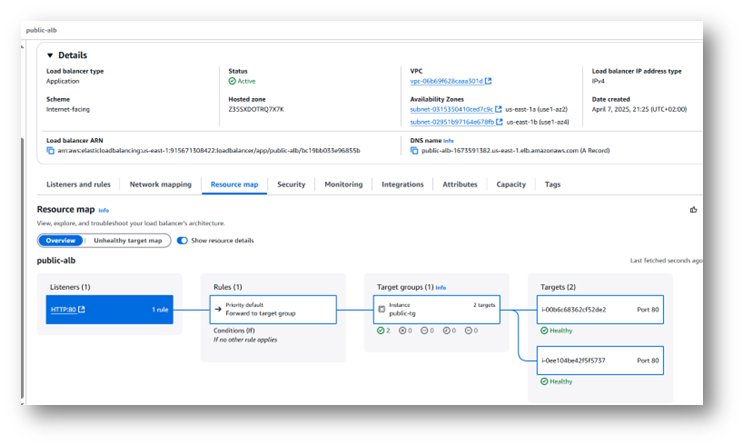 public-alb
▼ Details
Load balancer type
Application
Status
Active
VPC
vpc-06b69f628caaa301d
Load balancer IP address type
IPv4
Scheme
Internet-facing
Hosted zone
Z35SXDOTRQ7X7K
Availability Zones
subnet-0315350410ced7c9c us-east-1a (use1-az2)
subnet-02951b97164e678fb us-east-1b (use1-az4)
Date created
April 7, 2025, 21:25 (UTC+02:00)
Load balancer ARN
arn:aws:elasticloadbalancing:us-east-1:915671308422:loadbalancer/app/public-alb/bc19bb033e96855b
DNS name Info
public-alb-1673591382.us-east-1.elb.amazonaws.com (A Record)
Listeners and rules Network mapping Resource map Security Monitoring Integrations Attributes Capacity Tags
Resource map Info
View, explore, and troubleshoot your load balancer's architecture.
Overview Unhealthy target map Show resource details
public-alb
Last fetched seconds ago
Listeners (1)
HTTP:80 1 rule
Rules (1)
Priority default
Forward to target group
Conditions (If)
If no other rule applies
Target groups (1) Info
Instance 2 targets
public-tg
2 0 0 0 0
Targets (2)
i-00b6c68362cf52de2 Port 80
Healthy
i-0ee104be42f5f5737 Port 80
Healthy